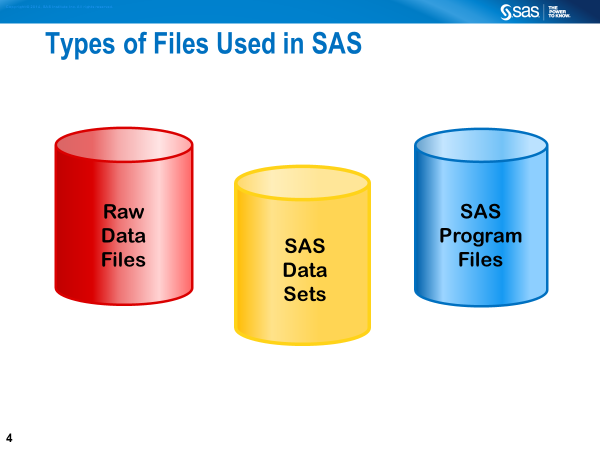 sas
THE
POWER
TO KNOW.
Types of Files Used in SAS
Raw
Data
Files
SAS
Data
Sets
SAS
Program
Files
4